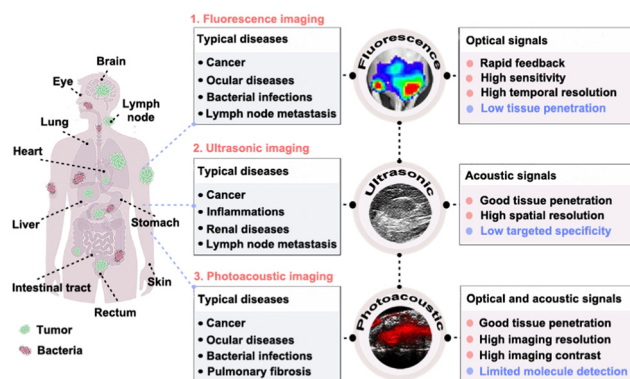 Brain
Eye
Lymph
node
Lung
Heart
Liver
Stomach
Intestinal tract
Skin
Rectum
Tumor
Bacteria
1. Fluorescence imaging
Typical diseases
• Cancer
• Ocular diseases
• Bacterial infections
• Lymph node metastasis
Fluorescence
Optical signals
Rapid feedback
High sensitivity
High temporal resolution
Low tissue penetration
2. Ultrasonic imaging
Typical diseases
• Cancer
• Inflammations
• Renal diseases
• Lymph node metastasis
Ultrasonic
Acoustic signals
Good tissue penetration
High spatial resolution
Low targeted specificity
3. Photoacoustic imaging
Typical diseases
• Cancer
• Ocular diseases
• Bacterial infections
• Pulmonary fibrosis
Photoacoustic
Optical and acoustic signals
Good tissue penetration
High imaging resolution
High imaging contrast
Limited molecule detection